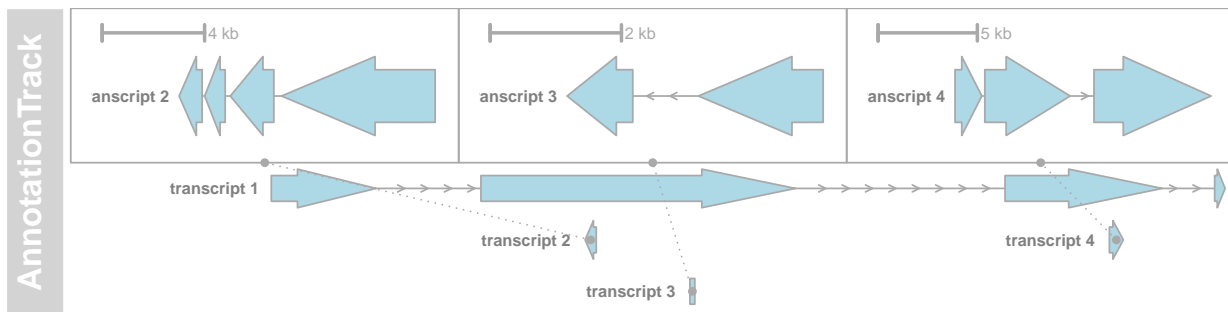 AnnotationTrack
4 kb
2 kb
5 kb
anscript 2
anscript 3
anscript 4
transcript 1
transcript 2
transcript 4
transcript 3